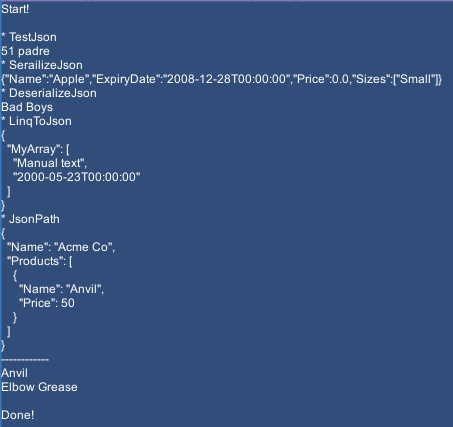 Start!

* TestJson
51 padre
* SerailizeJson
{"Name":"Apple","ExpiryDate":"2008-12-28T00:00:00","Price":0.0,"Sizes":["Small"]}
* DeserializeJson
Bad Boys
* LinqToJson
{
  "MyArray": [
    "Manual text",
    "2000-05-23T00:00:00"
  ]
}
* JsonPath
{
  "Name": "Acme Co",
  "Products": [
    {
      "Name": "Anvil",
      "Price": 50
    }
  ]
}
------------
Anvil
Elbow Grease

Done!